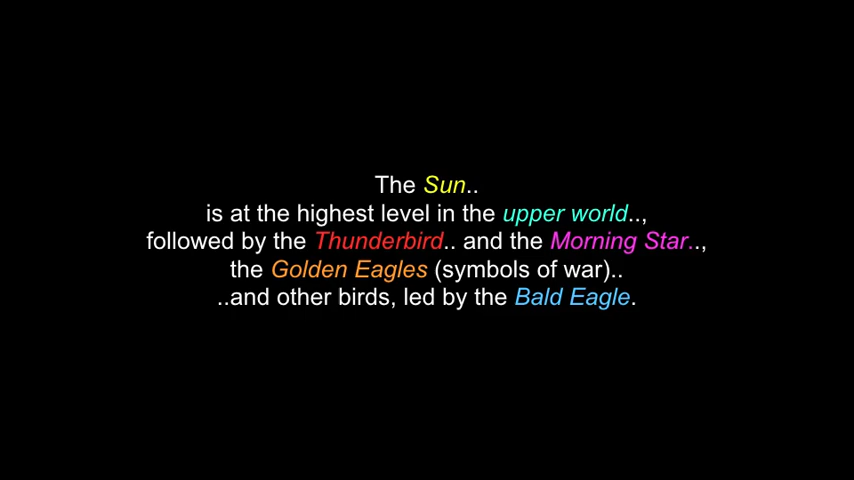 The Sun..
is at the highest level in the upper world..,
followed by the Thunderbird.. and the Morning Star..,
the Golden Eagles (symbols of war)..
..and other birds, led by the Bald Eagle.